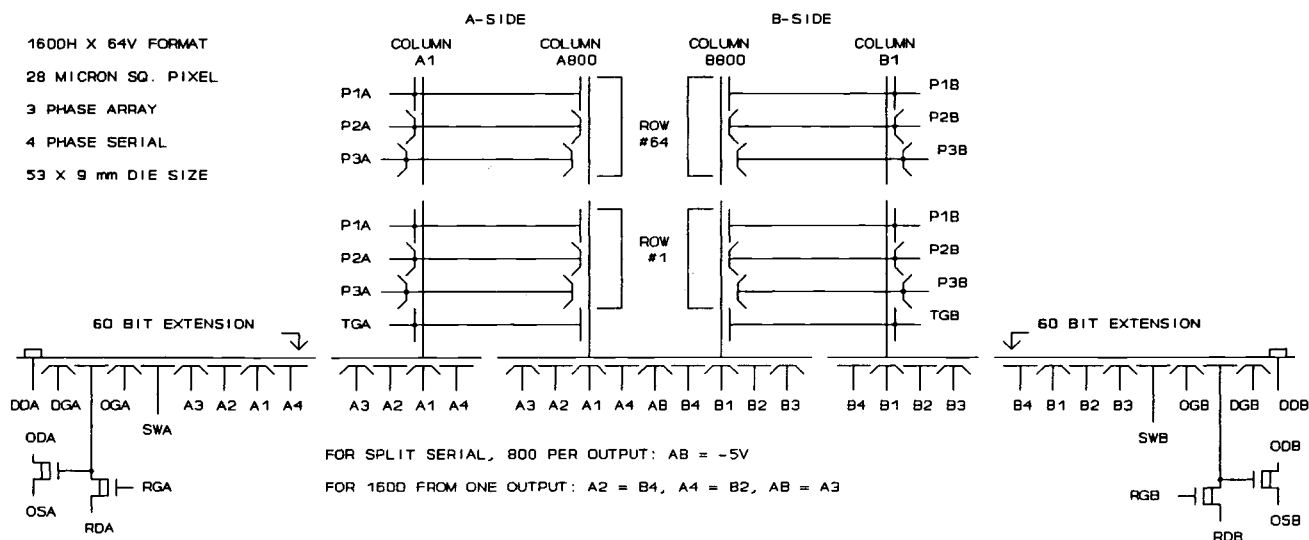 A-SIDE B-SIDE
1600H X 64V FORMAT
COLUMN A1 COLUMN A800 COLUMN B800 COLUMN B1
28 MICRON SQ. PIXEL
3 PHASE ARRAY
4 PHASE SERIAL
53 X 9 mm DIE SIZE
P1A P1B
P2A ROW #64 P2B
P3A P3B
P1A P1B
P2A ROW #1 P2B
P3A P3B
TGA TGB
60 BIT EXTENSION 60 BIT EXTENSION
DDA DGA OGA SWA A3 A2 A1 A4 A3 A2 A1 A4 A3 A2 A1 A4 AB B4 B1 B2 B3 B4 B1 B2 B3 B4 B1 B2 B3 SWB OGB DGB DDB
ODA ODB
FOR SPLIT SERIAL, 800 PER OUTPUT: AB = -5V
FOR 1600 FROM ONE OUTPUT: A2 = B4, A4 = B2, AB = A3
RGA RGB
OSA OSB
RDA RDB